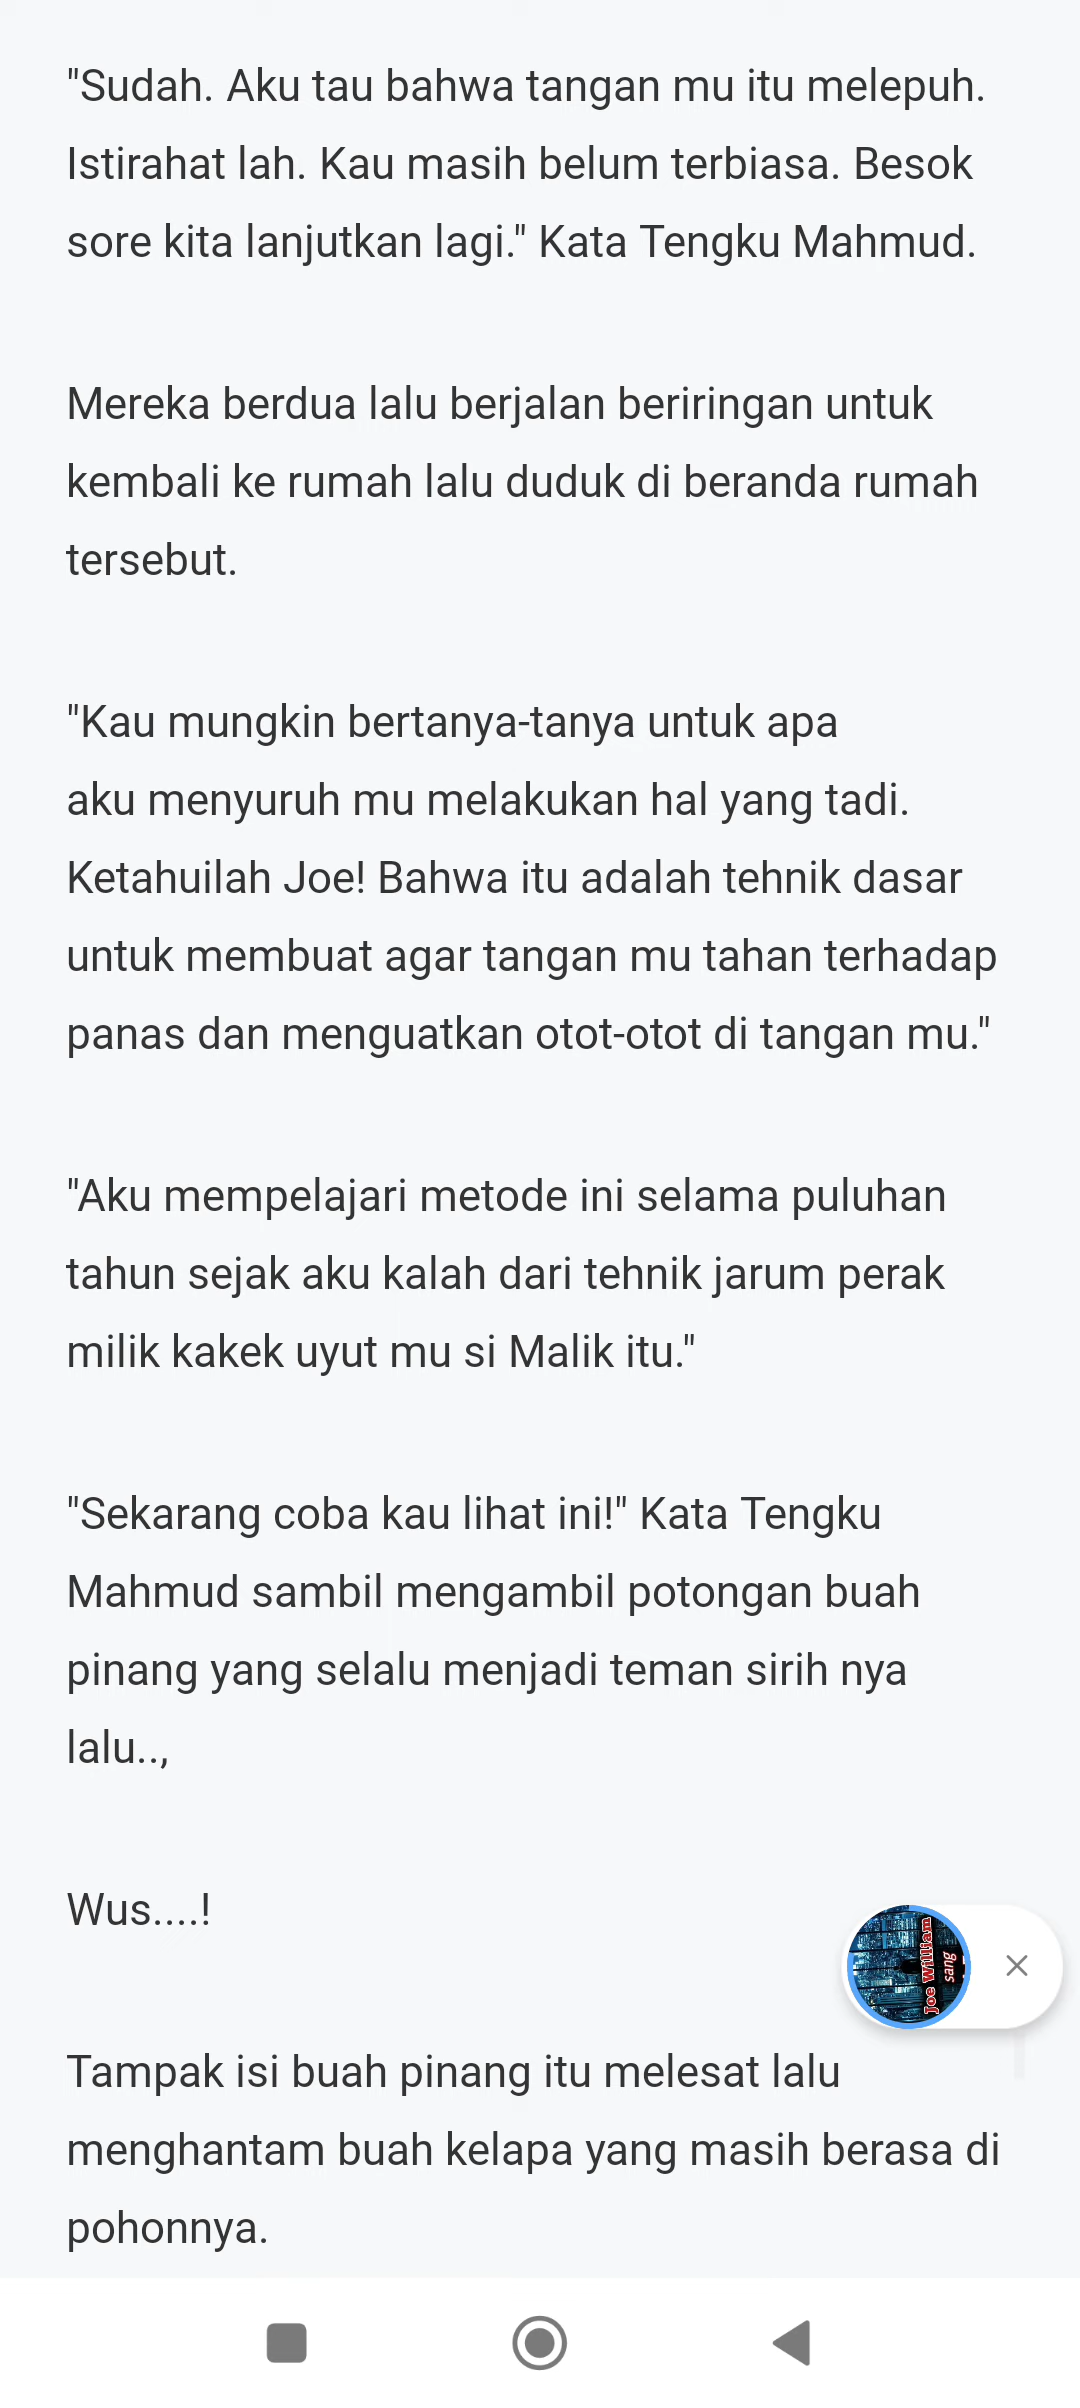 "Sudah. Aku tau bahwa tangan mu itu melepuh.
Istirahat lah. Kau masih belum terbiasa. Besok
sore kita lanjutkan lagi." Kata Tengku Mahmud.
Mereka berdua lalu berjalan beriringan untuk
kembali ke rumah lalu duduk di beranda rumah
tersebut.
"Kau mungkin bertanya-tanya untuk apa
aku menyuruh mu melakukan hal yang tadi.
Ketahuilah Joe! Bahwa itu adalah tehnik dasar
untuk membuat agar tangan mu tahan terhadap
panas dan menguatkan otot-otot di tangan mu."
"Aku mempelajari metode ini selama puluhan
tahun sejak aku kalah dari tehnik jarum perak
milik kakek uyut mu si Malik itu."
"Sekarang coba kau lihat ini!" Kata Tengku
Mahmud sambil mengambil potongan buah
pinang yang selalu menjadi teman sirih nya
lalu..,
Wus....!
Joe William
sang
Tampak isi buah pinang itu melesat lalu
menghantam buah kelapa yang masih berasa di
pohonnya.